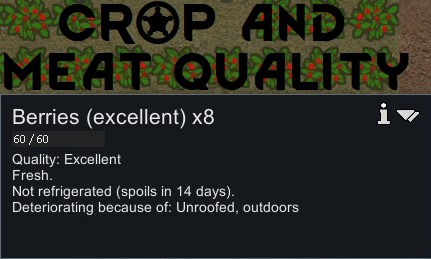 CROP AND
MEAT QUALITY
Berries (excellent) x8
60 / 60
Quality: Excellent
Fresh.
Not refrigerated (spoils in 14 days).
Deteriorating because of: Unroofed, outdoors